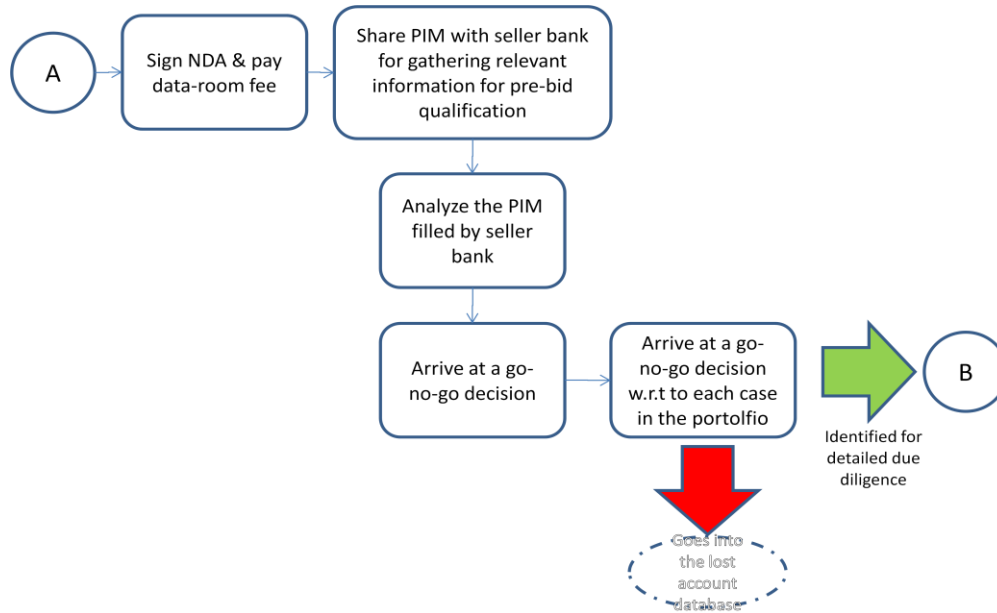 A
Sign NDA & pay
data-room fee
Share PIM with seller bank
for gathering relevant
information for pre-bid
qualification
Analyze the PIM
filled by seller
bank
Arrive at a go-
no-go decision
Arrive at a go-
no-go decision
w.r.t to each case
in the portolfio
B
Identified for
detailed due
diligence
Goes into
the lost
account
database